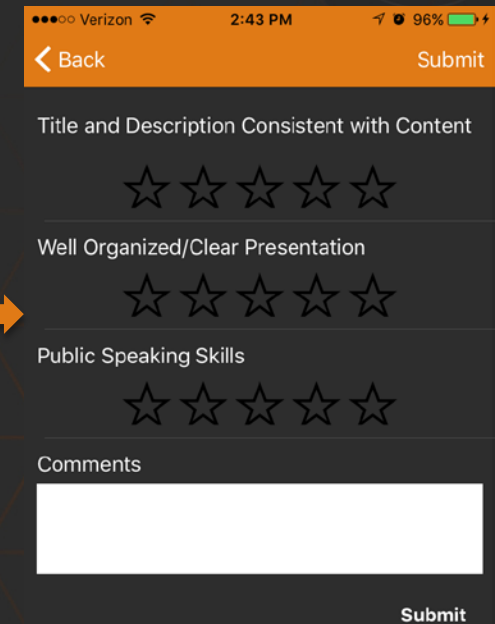 Verizon 2:43 PM 96%
Back Submit
Title and Description Consistent with Content
Well Organized/Clear Presentation
Public Speaking Skills
Comments
Submit